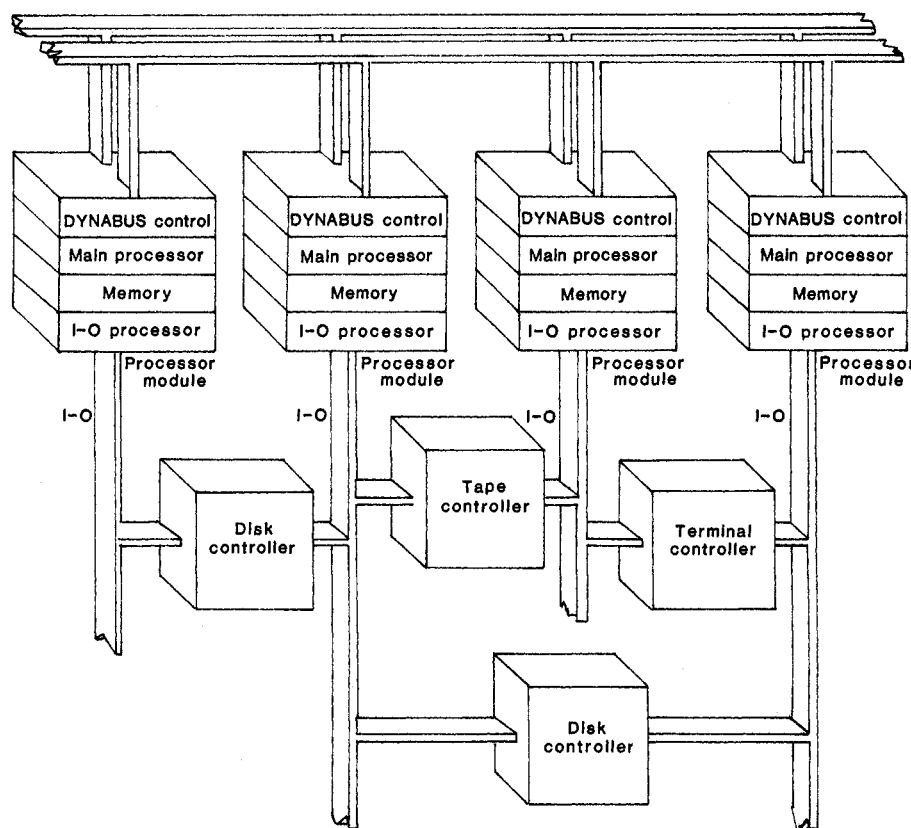 DYNABUS control
Main processor
Memory
I-O processor
DYNABUS control
Main processor
Memory
I-O processor
DYNABUS control
Main processor
Memory
I-O processor
DYNABUS control
Main processor
Memory
I-O processor
Processor
module
Processor
module
Processor
module
Processor
module
I-O
I-O
I-O
I-O
Disk
controller
Tape
controller
Terminal
controller
Disk
controller